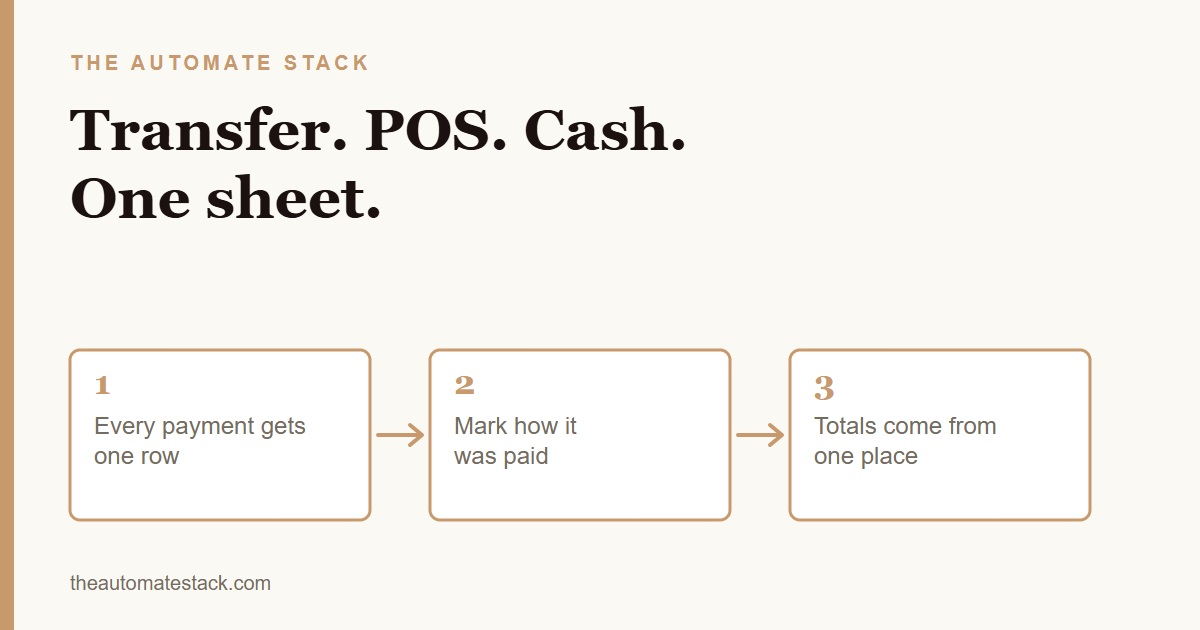 THE AUTOMATE STACK
Transfer. POS. Cash.
One sheet.
1
Every payment gets
one row
2
Mark how it
was paid
3
Totals come from
one place
theautomatestack.com